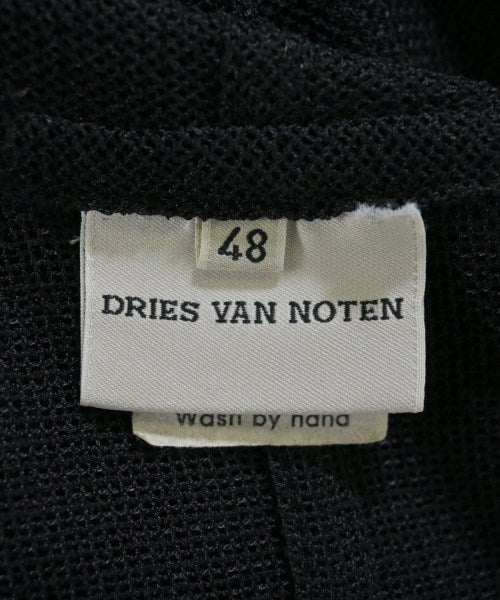 48
DRIES VAN NOTEN
Wash by hand